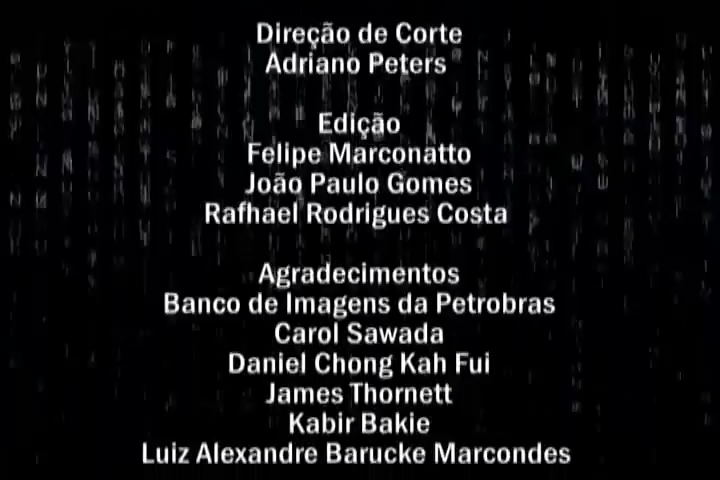 Direção de Corte
Adriano Peters
Edição
Felipe Marconatto
João Paulo Gomes
Rafhael Rodrigues Costa
Agradecimentos
Banco de Imagens da Petrobras
Carol Sawada
Daniel Chong Kah Fui
James Thornett
Kabir Bakie
Luiz Alexandre Barucke Marcondes